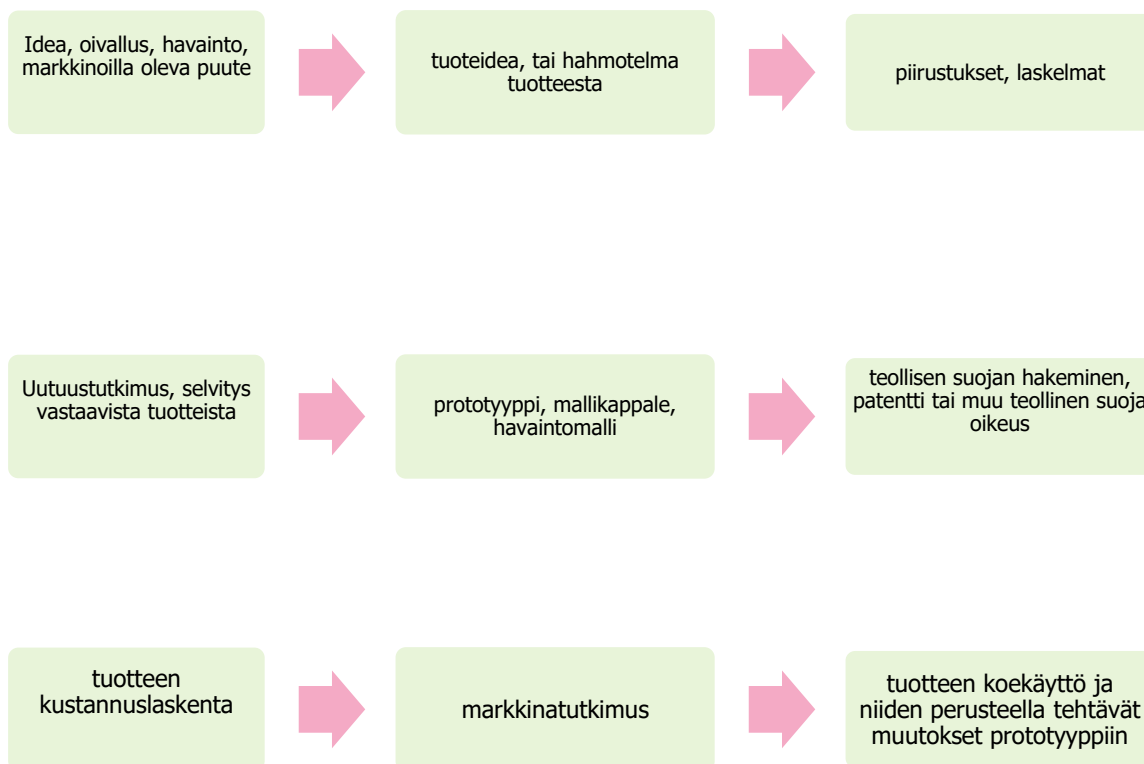 Idea, oivallus, havainto,
markkinoilla oleva puute
tuoteidea, tai hahmotelma
tuotteesta
piirustukset, laskelmat
Uutuustutkimus, selvitys
vastaavista tuotteista
prototyyppi, mallikappale,
havaintomalli
teollisen suojan hakeminen,
patentti tai muu teollinen suoja
oikeus
tuotteen
kustannuslaskenta
markkinatutkimus
tuotteen koekäyttö ja
niiden perusteella tehtävät
muutokset prototyyppiin